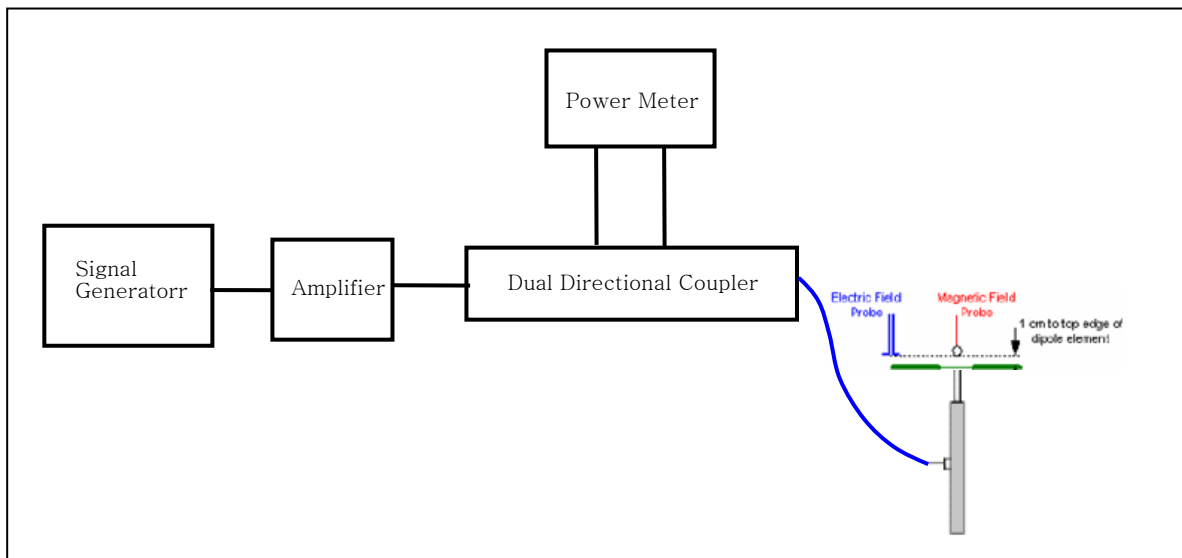 Power Meter
Signal
Generatorr
Amplifier
Dual Directional Coupler
Electric Field
Probe
Magnetic Field
Probe
1 cm to top edge of
dipole element